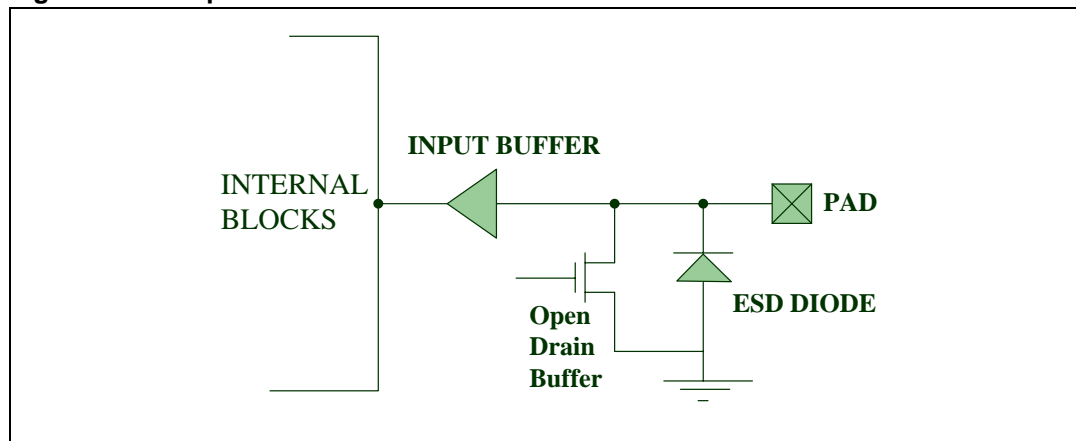 INPUT BUFFER
INTERNAL
BLOCKS
PAD
ESD DIODE
Open
Drain
Buffer